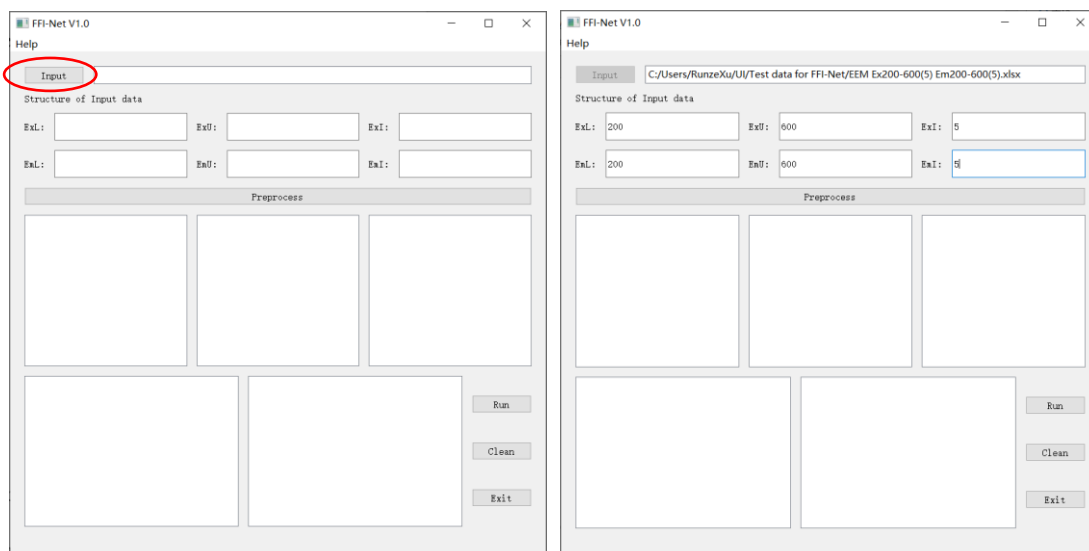 FFI-Net V1.0
Help
Input
Structure of Input data
ExL: ExU: ExI:
EmL: EmU: EmI:
Preprocess
Run
Clean
Exit
FFI-Net V1.0
Help
Input C:/Users/RunzeXu/UI/Test data for FFI-Net/EEM Ex200-600(5) Em200-600(5).xlsx
Structure of Input data
ExL: 200 ExU: 600 ExI: 5
EmL: 200 EmU: 600 EmI: 5
Preprocess
Run
Clean
Exit